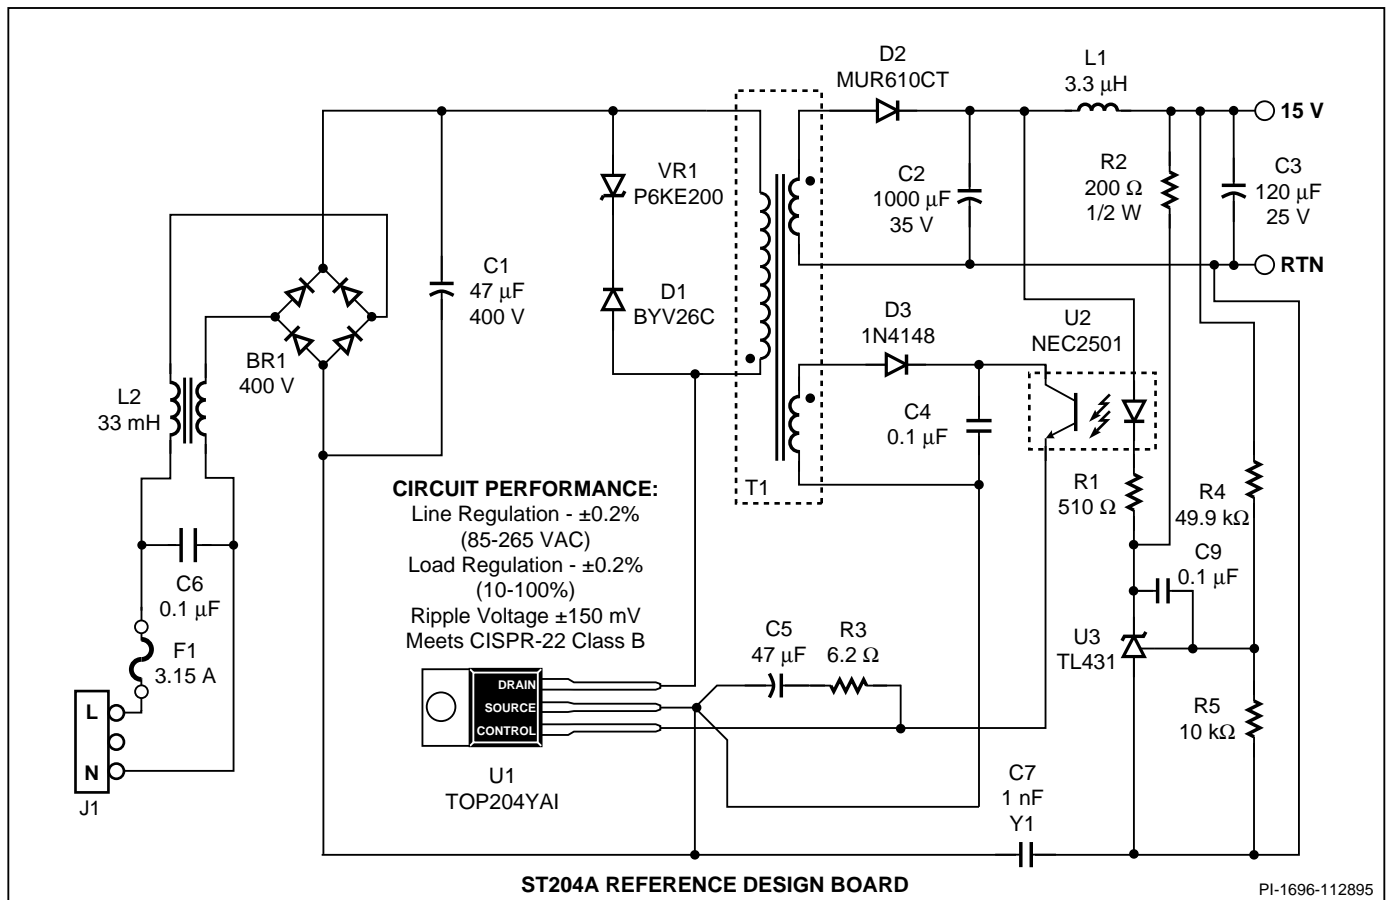 D2
MUR610CT
L1
3.3 μH
15 V
VR1
P6KE200
C2
1000 μF
35 V
R2
200 Ω
1/2 W
C3
120 μF
25 V
RTN
C1
47 μF
400 V
D1
BYV26C
D3
1N4148
U2
NEC2501
BR1
400 V
L2
33 mH
C4
0.1 μF
T1
R1
510 Ω
R4
49.9 kΩ
CIRCUIT PERFORMANCE:
Line Regulation - ±0.2%
(85-265 VAC)
Load Regulation - ±0.2%
(10-100%)
Ripple Voltage ±150 mV
Meets CISPR-22 Class B
C9
0.1 μF
C6
0.1 μF
F1
3.15 A
C5
47 μF
R3
6.2 Ω
U3
TL431
R5
10 kΩ
DRAIN
SOURCE
CONTROL
L
N
J1
U1
TOP204YAI
C7
1 nF
Y1
ST204A REFERENCE DESIGN BOARD
PI-1696-112895